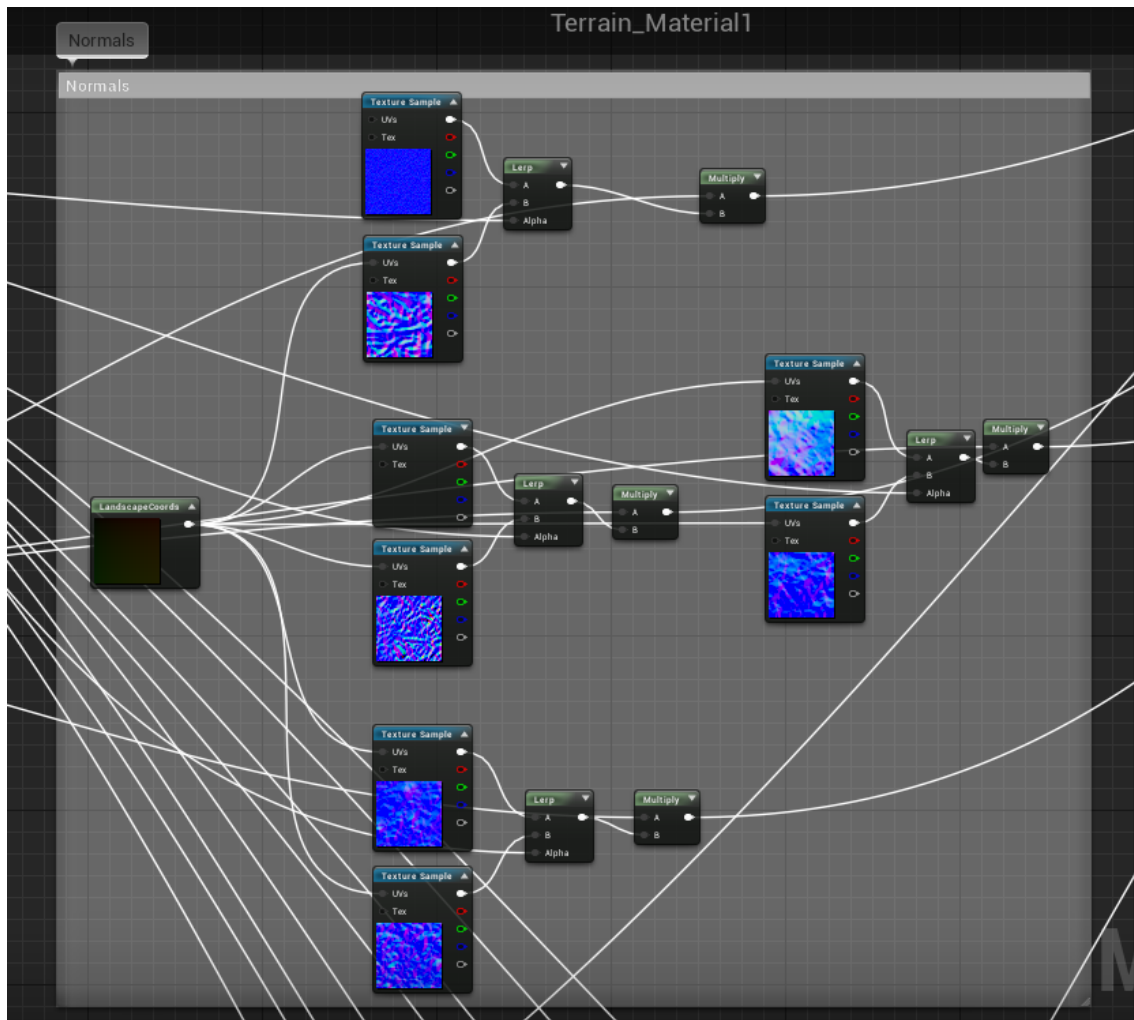 Terrain_Material1
Normals
Normals
Texture Sample
UVs
Tex
Lerp
A
B
Alpha
Multiply
A
B
Texture Sample
UVs
Tex
Texture Sample
UVs
Tex
Texture Sample
UVs
Tex
Lerp
A
B
Alpha
Multiply
A
B
LandscapeCoords
Lerp
A
B
Alpha
Multiply
A
B
Texture Sample
UVs
Tex
Texture Sample
UVs
Tex
Texture Sample
UVs
Tex
Lerp
A
B
Alpha
Multiply
A
B
Texture Sample
UVs
Tex
M